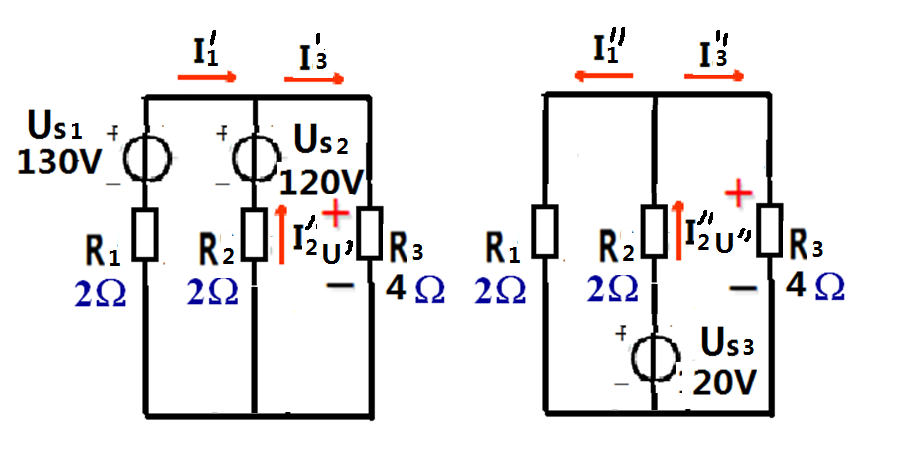 I₁′ I₃′
+ Us1 + Us2
130V − − 120V
R₁ R₂ I₂′ + U′ − R₃
2Ω 2Ω 4Ω
I₁″ I₃″
R₁ R₂ I₂″ + U″ − R₃
2Ω 2Ω 4Ω
+ Us3
− 20V